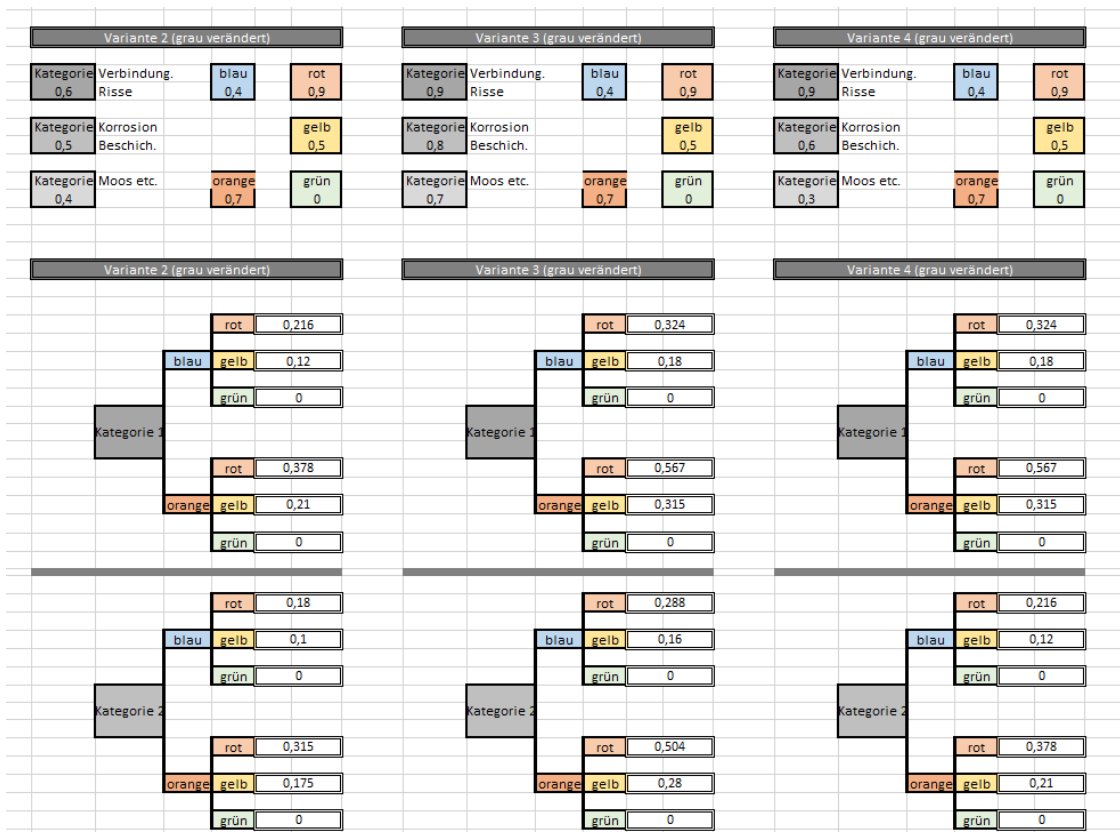 Variante 2 (grau verändert) Variante 3 (grau verändert) Variante 4 (grau verändert)
Kategorie Verbindung. blau rot Kategorie Verbindung. blau rot Kategorie Verbindung. blau rot
0,6 Risse 0,4 0,9 0,9 Risse 0,4 0,9 0,9 Risse 0,4 0,9
Kategorie Korrosion gelb Kategorie Korrosion gelb Kategorie Korrosion gelb
0,5 Beschich. 0,5 0,8 Beschich. 0,5 0,6 Beschich. 0,5
Kategorie Moos etc. orange grün Kategorie Moos etc. orange grün Kategorie Moos etc. orange grün
0,4 0,7 0 0,7 0,7 0 0,3 0,7 0
Variante 2 (grau verändert) Variante 3 (grau verändert) Variante 4 (grau verändert)
rot 0,216 rot 0,324 rot 0,324
blau gelb 0,12 blau gelb 0,18 blau gelb 0,18
grün 0 grün 0 grün 0
Kategorie 1 Kategorie 1 Kategorie 1
rot 0,378 rot 0,567 rot 0,567
orange gelb 0,21 orange gelb 0,315 orange gelb 0,315
grün 0 grün 0 grün 0
rot 0,18 rot 0,288 rot 0,216
blau gelb 0,1 blau gelb 0,16 blau gelb 0,12
grün 0 grün 0 grün 0
Kategorie 2 Kategorie 2 Kategorie 2
rot 0,315 rot 0,504 rot 0,378
orange gelb 0,175 orange gelb 0,28 orange gelb 0,21
grün 0 grün 0 grün 0